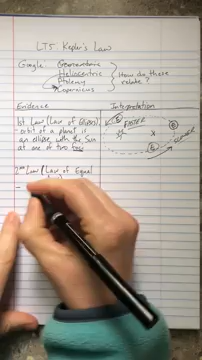 LT5: Kepler's Law
Google Geocentric
Heliocentric
Ptolemy
Copernicus
How do these
relate?
Evidence
Interpretation
1st Law (Law of Ellipses)
orbit of a planet is
an ellipse with the Sun
at one of two foci
FASTER
SLOWER
2nd Law (Law of Equal